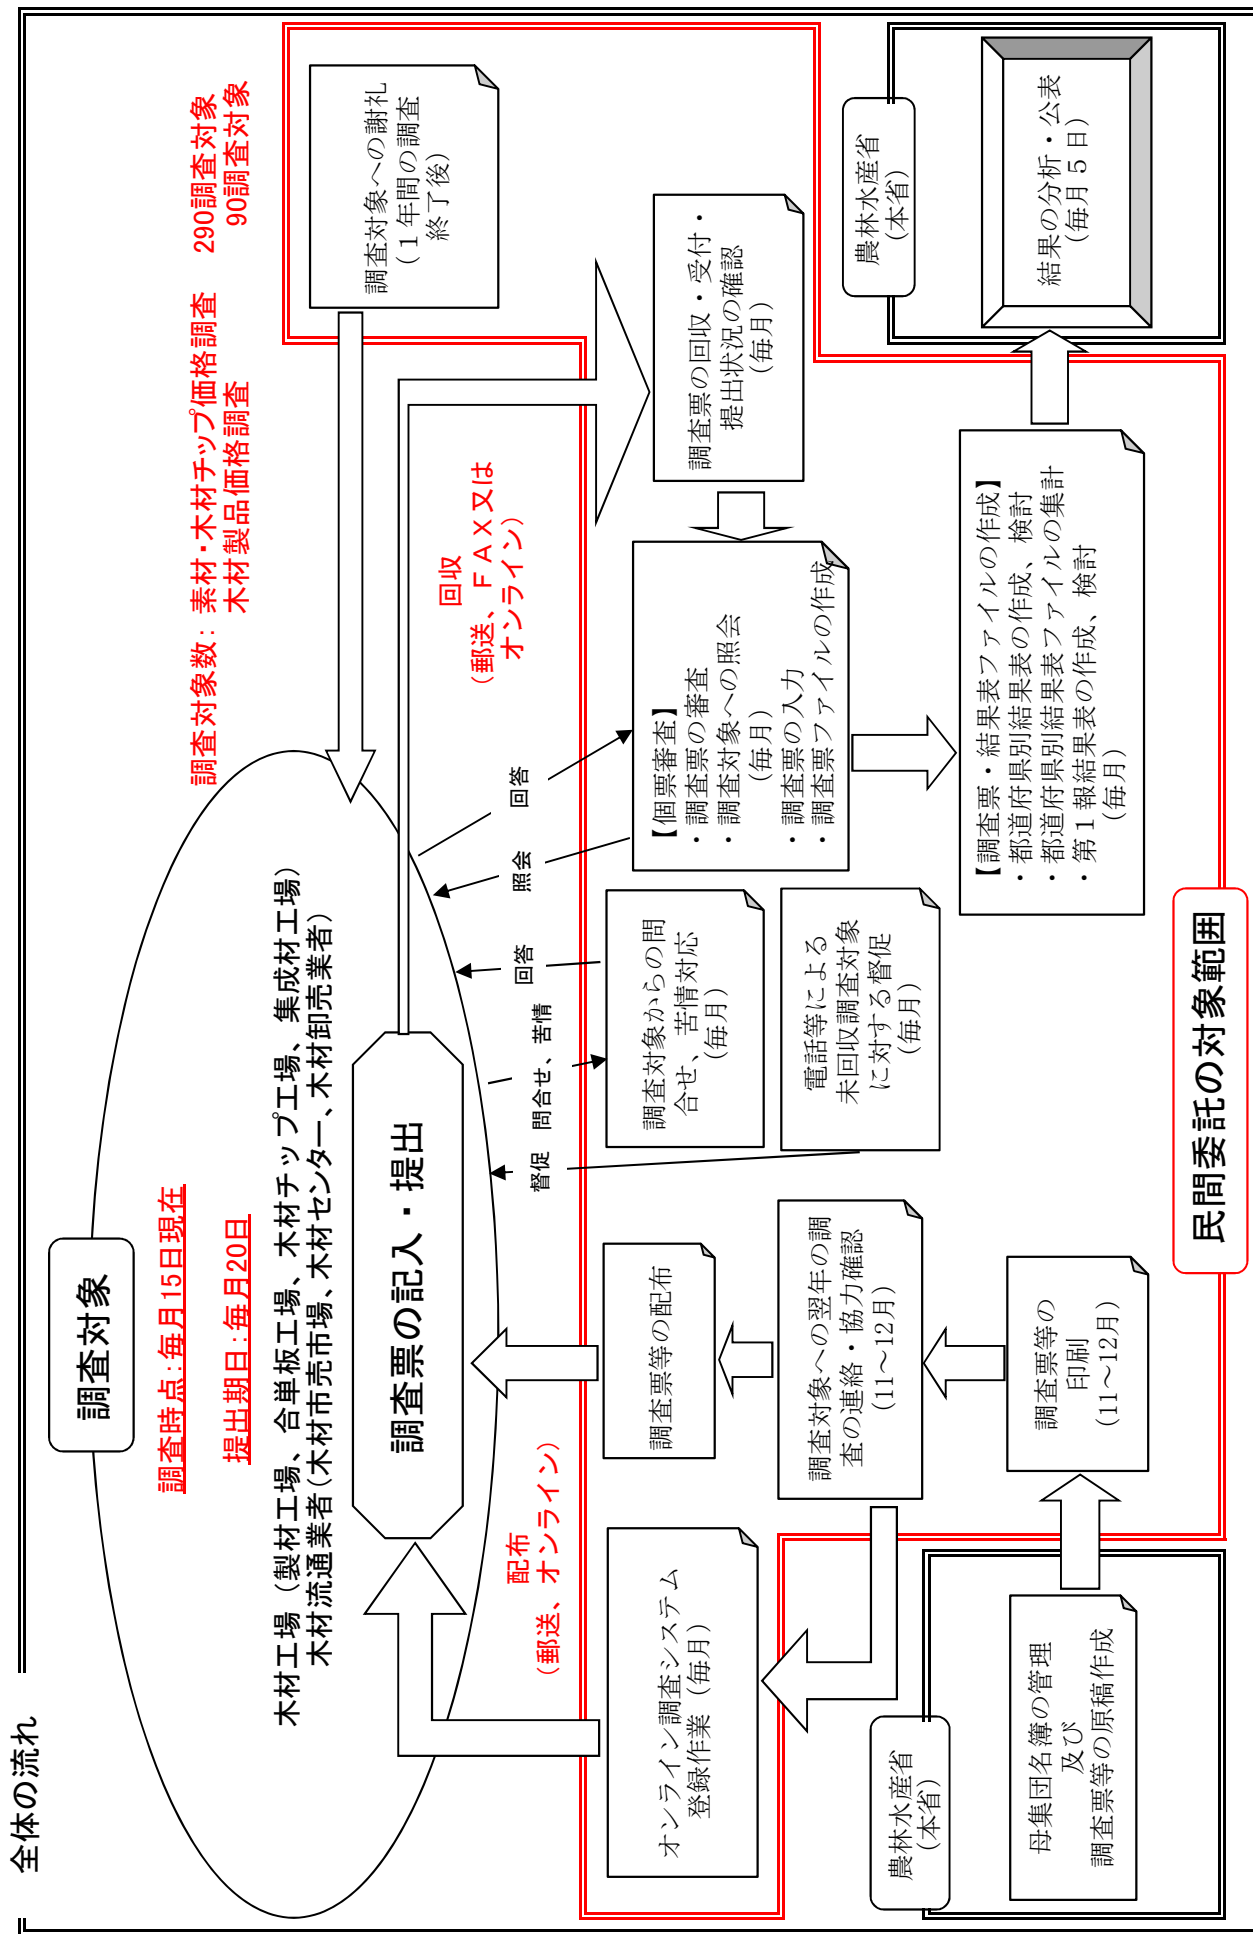 全体の流れ
調査対象
調査時点：毎月15日現在
提出期日：毎月20日
調査対象数：素材・木材チップ価格調査　290調査対象
木材製品価格調査　90調査対象
木材工場（製材工場、合単板工場、木材チップ工場、集成材工場）
木材流通業者（木材市売市場、木材センター、木材卸売業者）
調査票の記入・提出
調査対象への謝礼
（１年間の調査
終了後）
配布
（郵送、オンライン）
督促
問合せ、苦情
回答
照会
回答
回収
（郵送、ＦＡＸ又は
オンライン）
オンライン調査システム
登録作業（毎月）
調査票等の配布
調査対象からの問
合せ、苦情対応
（毎月）
電話等による
未回収調査対象
に対する督促
（毎月）
【個票審査】
・調査票の審査
・調査対象への照会
（毎月）
・調査票の入力
・調査票ファイルの作成
調査票の回収・受付・
提出状況の確認
（毎月）
調査対象への翌年の調
査の連絡・協力確認
（11～12月）
農林水産省
（本省）
母集団名簿の管理
及び
調査票等の原稿作成
調査票等の
印刷
（11～12月）
【調査票・結果表ファイルの作成】
・都道府県別結果表の作成、検討
・都道府県別結果表ファイルの集計
・第１報結果表の作成、検討
（毎月）
農林水産省
（本省）
結果の分析・公表
（毎月５日）
民間委託の対象範囲